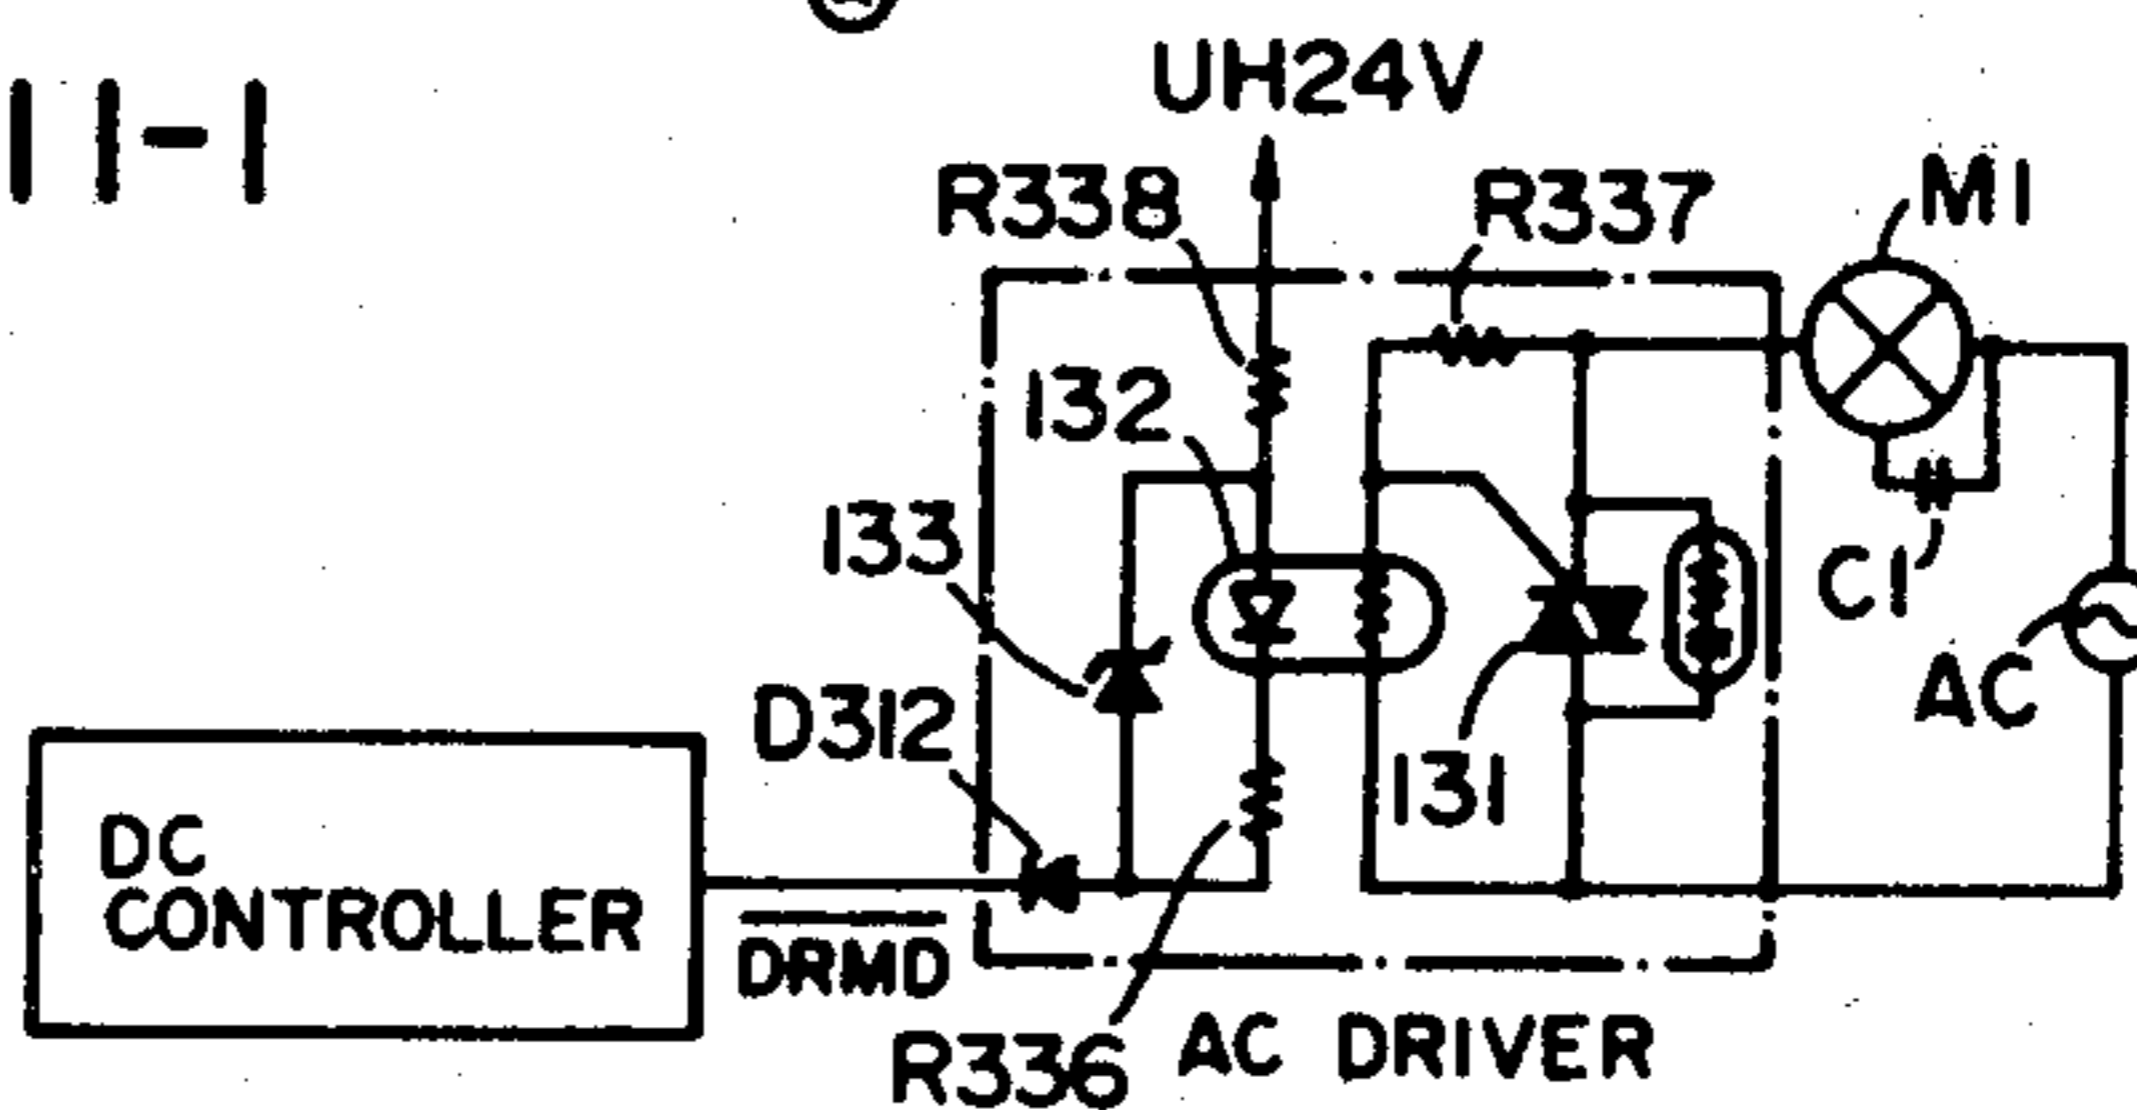 11-1
UH24V
R338
R337
M1
132
133
C1
D312
AC
131
DC
CONTROLLER
DRMD
R336
AC DRIVER